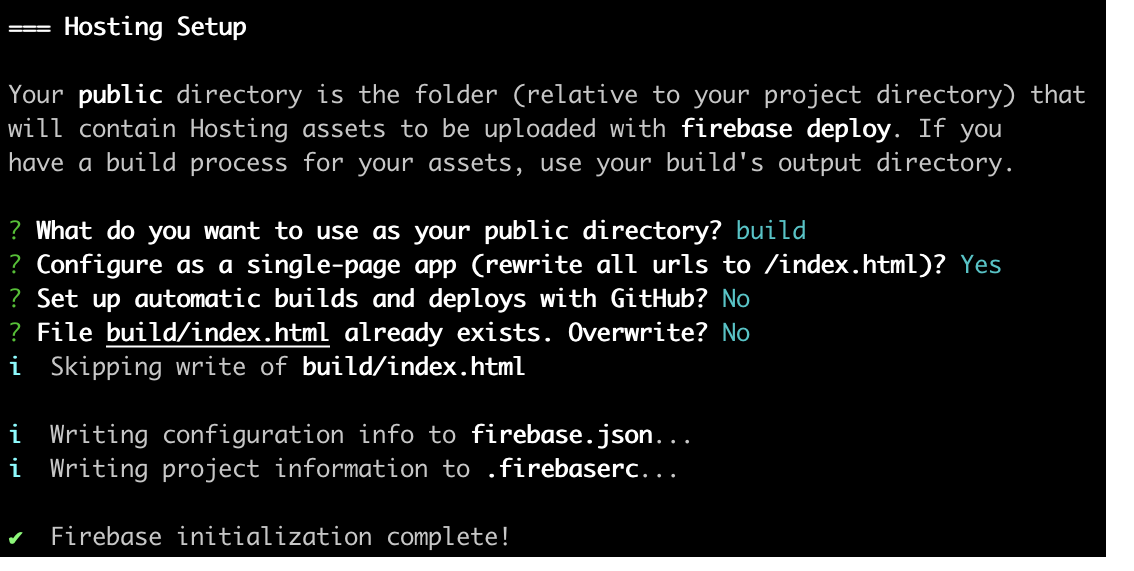 === Hosting Setup
Your public directory is the folder (relative to your project directory) that
will contain Hosting assets to be uploaded with firebase deploy. If you
have a build process for your assets, use your build's output directory.
? What do you want to use as your public directory? build
? Configure as a single-page app (rewrite all urls to /index.html)? Yes
? Set up automatic builds and deploys with GitHub? No
? File build/index.html already exists. Overwrite? No
i  Skipping write of build/index.html
i  Writing configuration info to firebase.json...
i  Writing project information to .firebaserc...
✔  Firebase initialization complete!